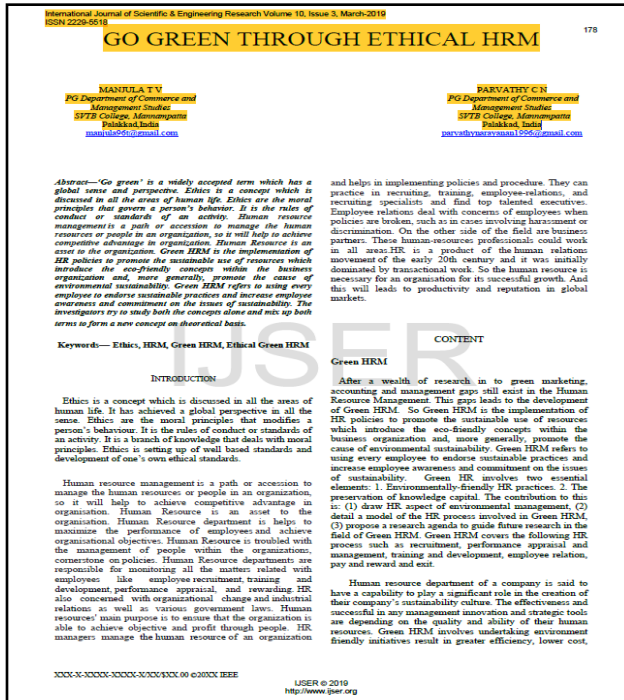 International Journal of Scientific & Engineering Research Volume 10, Issue 3, March-2019
ISSN 2229-5518
178
GO GREEN THROUGH ETHICAL HRM
MANJULA T V
PG Department of Commerce and
Management Studies
SVTB College, Mannampatta
Palakkad,India
manjula96t@gmail.com
PARVATHY C N
PG Department of Commerce and
Management Studies
SVTB College, Mannampatta
Palakkad, India
parvathynaravanan1996@gmail.com
Abstract—'Go green' is a widely accepted term which has a
global sense and perspective. Ethics is a concept which is
discussed in all the areas of human life. Ethics are the moral
principles that govern a person's behavior. It is the rules of
conduct or standards of an activity. Human resource
management is a path or accession to manage the human
resources or people in an organization, so it will help to achieve
competitive advantage in organization. Human Resource is an
asset to the organization. Green HRM is the implementation of
HR policies to promote the sustainable use of resources which
introduce the eco-friendly concepts within the business
organization and, more generally, promote the cause of
environmental sustainability. Green HRM refers to using every
employee to endorse sustainable practices and increase employee
awareness and commitment on the issues of sustainability. The
investigators try to study both the concepts alone and mix up both
terms to form a new concept on theoretical basis.
Keywords— Ethics, HRM, Green HRM, Ethical Green HRM
INTRODUCTION
Ethics is a concept which is discussed in all the areas of
human life. It has achieved a global perspective in all the
sense. Ethics are the moral principles that modifies a
person's behaviour. It is the rules of conduct or standards of
an activity. It is a branch of knowledge that deals with moral
principles. Ethics is setting up of well based standards and
development of one's own ethical standards.
Human resource management is a path or accession to
manage the human resources or people in an organization,
so it will help to achieve competitive advantage in
organisation. Human Resource is an asset to the
organisation. Human Resource department is helps to
maximize the performance of employees and achieve
organisational objectives. Human Resource is troubled with
the management of people within the organizations,
cornerstone on policies. Human Resource departments are
responsible for monitoring all the matters related with
employees like employee recruitment, training and
development, performance appraisal, and rewarding. HR
also concerned with organizational change and industrial
relations as well as various government laws. Human
resources' main purpose is to ensure that the organization is
able to achieve objective and profit through people. HR
managers manage the human resource of an organization
XXX-X-XXXX-XXXX-X/XX/$XX.00 ©20XX IEEE
and helps in implementing policies and procedure. They can
practice in recruiting, training, employee-relations, and
recruiting specialists and find top talented executives.
Employee relations deal with concerns of employees when
policies are broken, such as in cases involving harassment or
discrimination. On the other side of the field are business
partners. These human-resources professionals could work
in all areas.HR is a product of the human relations
movement of the early 20th century and it was initially
dominated by transactional work. So the human resource is
necessary for an organisation for its successful growth. And
this will leads to productivity and reputation in global
markets.
CONTENT
Green HRM
After a wealth of research in to green marketing,
accounting and management gaps still exist in the Human
Resource Management. This gaps leads to the development
of Green HRM. So Green HRM is the implementation of
HR policies to promote the sustainable use of resources
which introduce the eco-friendly concepts within the
business organization and, more generally, promote the
cause of environmental sustainability. Green HRM refers to
using every employee to endorse sustainable practices and
increase employee awareness and commitment on the issues
of sustainability. Green HR involves two essential
elements: 1. Environmentally-friendly HR practices. 2. The
preservation of knowledge capital. The contribution to this
is: (1) draw HR aspect of environmental management, (2)
detail a model of the HR process involved in Green HRM,
(3) propose a research agenda to guide future research in the
field of Green HRM. Green HRM covers the following HR
process such as recruitment, performance appraisal and
management, training and development, employee relation,
pay and reward and exit.
Human resource department of a company is said to
have a capability to play a significant role in the creation of
their company's sustainability culture. The effectiveness and
successful in any management innovation and strategic tools
are depending on the quality and ability of their human
resources. Green HRM involves undertaking environment
friendly initiatives result in greater efficiency, lower cost,
IJSER
IJSER © 2019
http://www.ijser.org